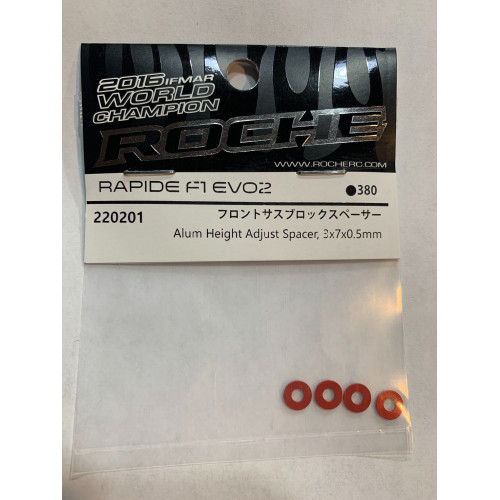 2016 IFMAR
WORLD
CHAMPION
ROCHE
WWW.ROCHERC.COM
RAPIDE F1 EVO2
●380
220201
フロントサスブロックスペーサー
Alum Height Adjust Spacer, 3x7x0.5mm